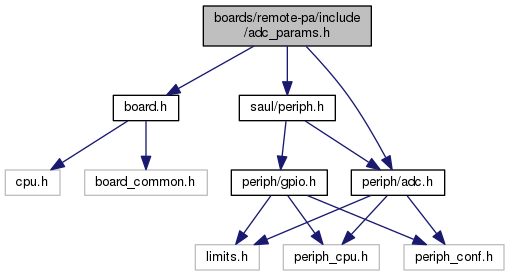 boards/remote-pa/include
/adc_params.h
board.h
saul/periph.h
cpu.h
board_common.h
periph/gpio.h
periph/adc.h
limits.h
periph_cpu.h
periph_conf.h